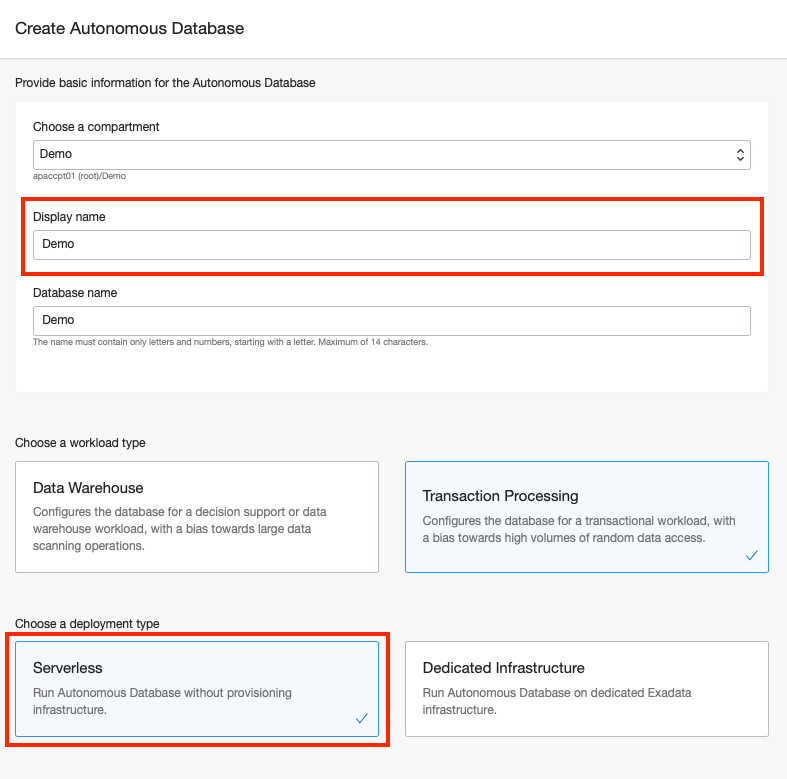 Create Autonomous Database
Provide basic information for the Autonomous Database
Choose a compartment
Demo
apaccpt01 (root)/Demo
Display name
Demo
Database name
Demo
The name must contain only letters and numbers, starting with a letter. Maximum of 14 characters.
Choose a workload type
Data Warehouse
Configures the database for a decision support or data
warehouse workload, with a bias towards large data
scanning operations.
Transaction Processing
Configures the database for a transactional workload, with
a bias towards high volumes of random data access.
Choose a deployment type
Serverless
Run Autonomous Database without provisioning
infrastructure.
Dedicated Infrastructure
Run Autonomous Database on dedicated Exadata
infrastructure.